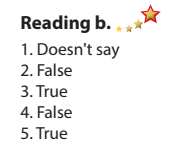 Reading b.
1. Doesn't say
2. False
3. True
4. False
5. True